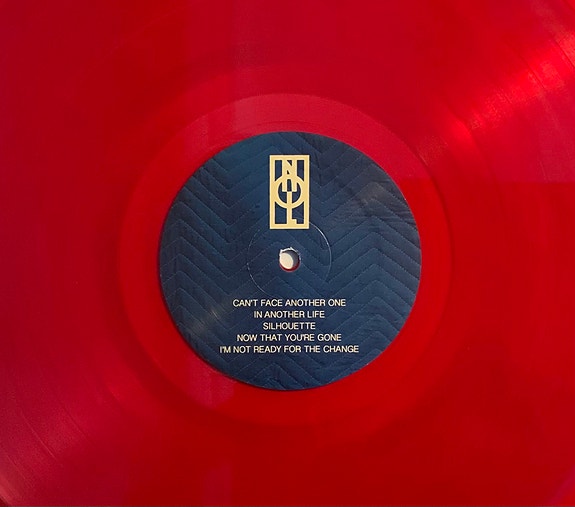 CAN'T FACE ANOTHER ONE
IN ANOTHER LIFE
SILHOUETTE
NOW THAT YOU'RE GONE
I'M NOT READY FOR THE CHANGE